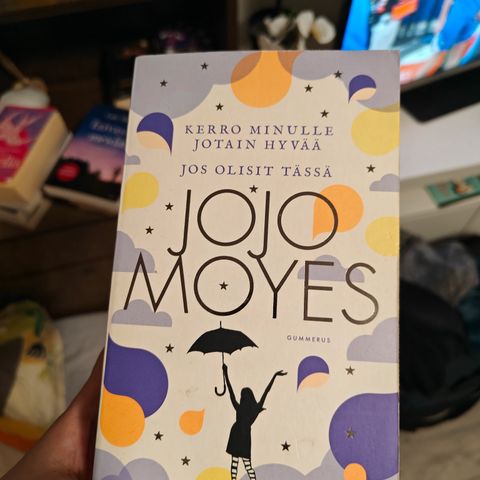 KERRO MINULLE
JOTAIN HYVÄÄ
JOS OLISIT TÄSSÄ
JOJO
MOYES
GUMMERUS